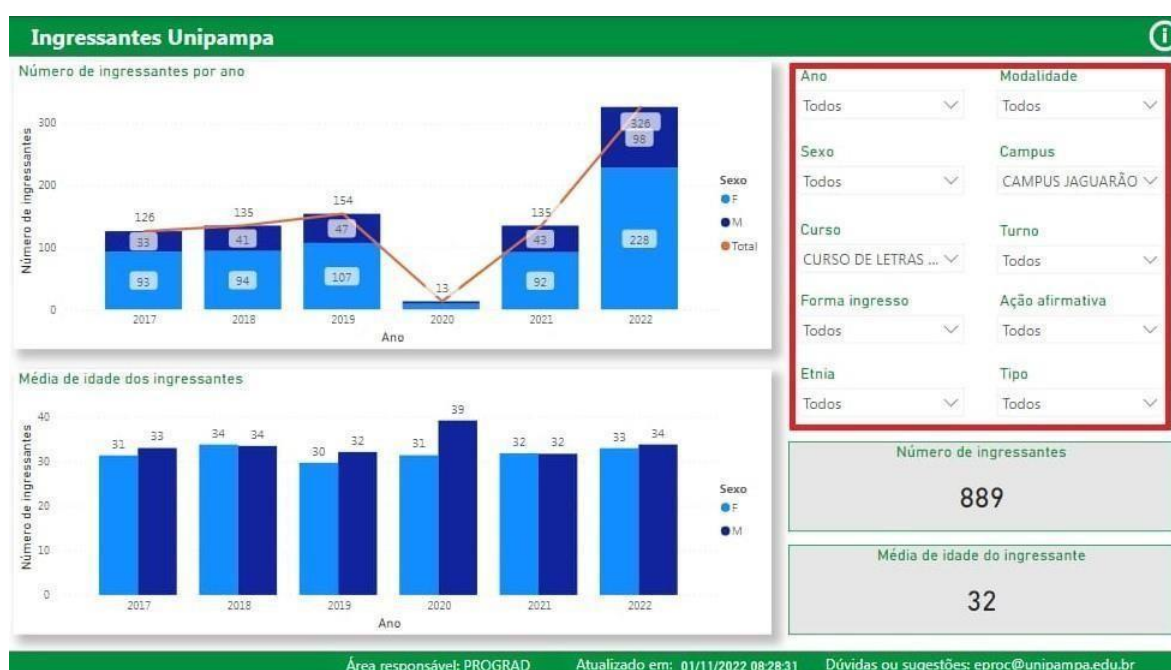 Ingressantes Unipampa
Número de ingressantes por ano
Número de ingressantes
300
200
100
0
126
33
93
135
41
94
154
47
107
13
135
43
92
326
98
228
2017 2018 2019 2020 2021 2022
Ano
Sexo
F
M
Total
Média de idade dos ingressantes
Número de ingressantes
40
30
20
10
0
31 33 34 34 30 32 31 39 32 32 33 34
2017 2018 2019 2020 2021 2022
Ano
Sexo
F
M
Ano Modalidade
Todos Todos
Sexo Campus
Todos CAMPUS JAGUARÃO
Curso Turno
CURSO DE LETRAS ... Todos
Forma ingresso Ação afirmativa
Todos Todos
Etnia Tipo
Todos Todos
Número de ingressantes
889
Média de idade do ingressante
32
Área responsável: PROGRAD Atualizado em: 01/11/2022 08:28:31 Dúvidas ou sugestões: eproc@unipampa.edu.br